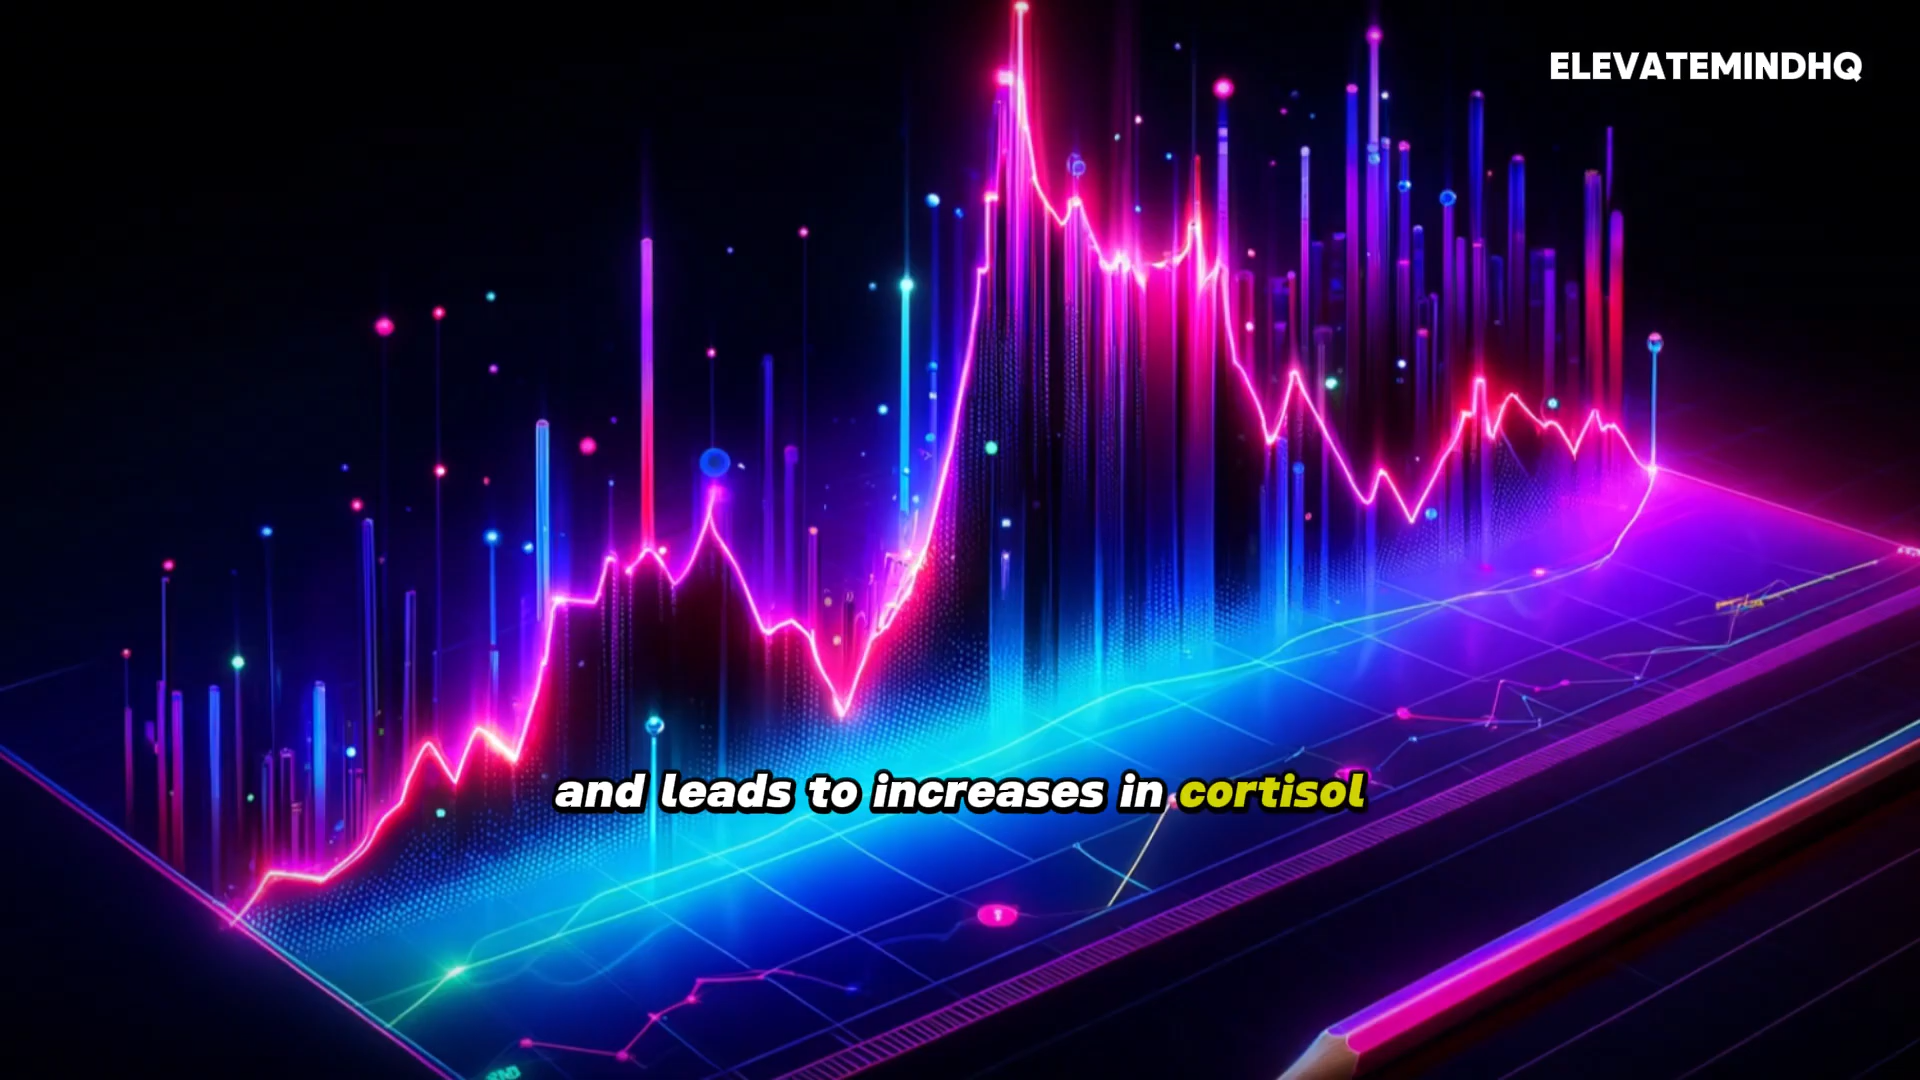 ELEVATEMINDHQ
and leads to increases in cortisol